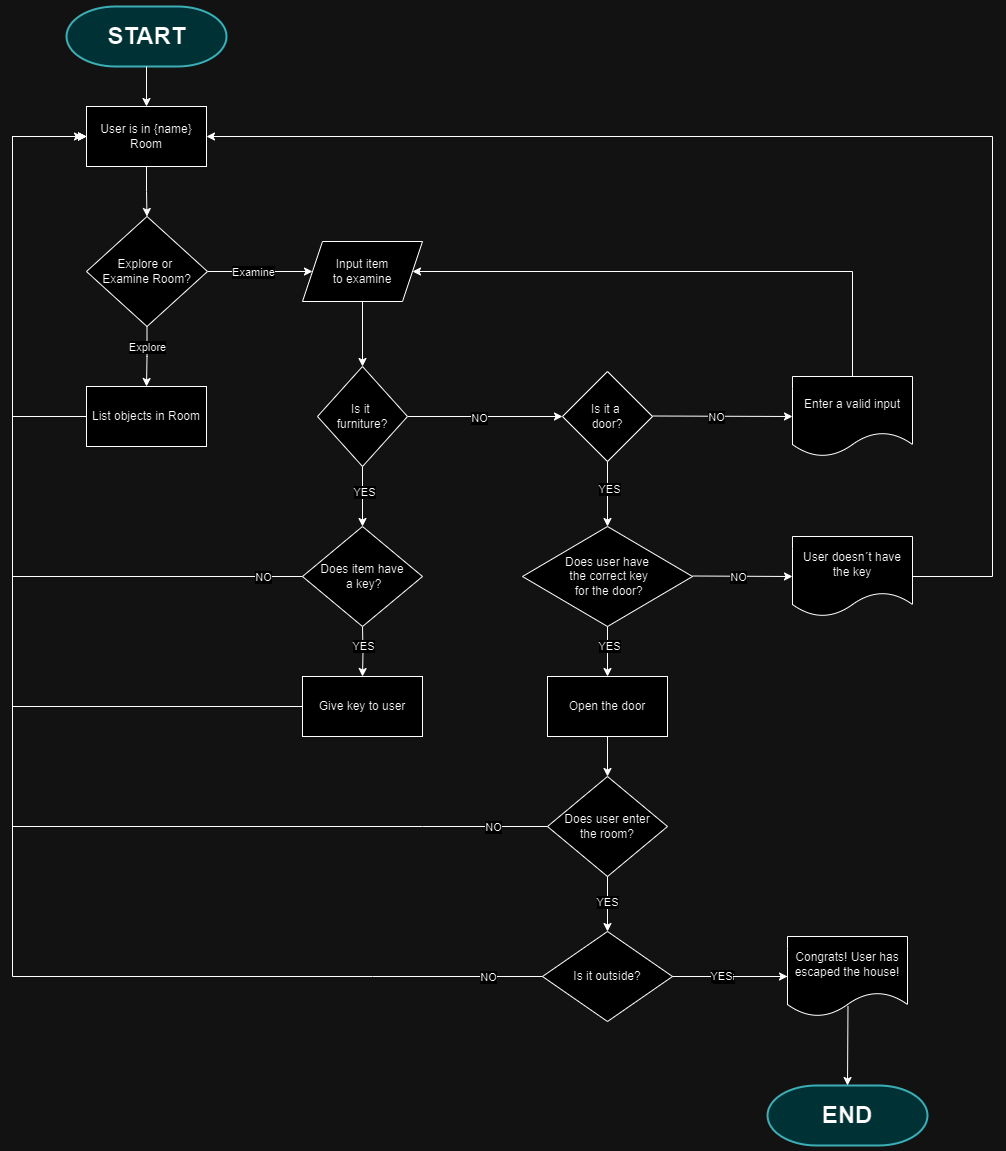 START
User is in {name}
Room
Explore or
Examine Room?
Examine
Input item
to examine
Explore
List objects in Room
Is it
furniture?
NO
Is it a
door?
NO
Enter a valid input
YES
YES
Does item have
a key?
NO
Does user have
the correct key
for the door?
NO
User doesn´t have
the key
YES
YES
Give key to user
Open the door
Does user enter
the room?
NO
YES
Is it outside?
NO
YES
Congrats! User has
escaped the house!
END